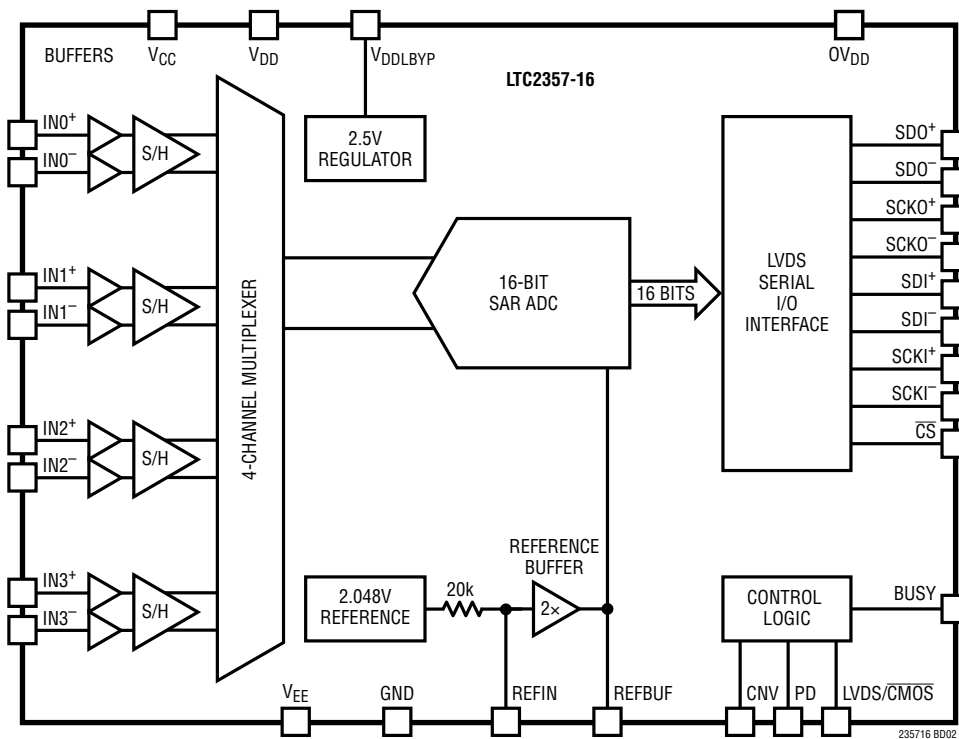 BUFFERS
V_CC
V_DD
V_DDLBYP
OV_DD
LTC2357-16
IN0⁺
IN0⁻
S/H
IN1⁺
IN1⁻
S/H
IN2⁺
IN2⁻
S/H
IN3⁺
IN3⁻
S/H
4-CHANNEL MULTIPLEXER
2.5V
REGULATOR
16-BIT
SAR ADC
16 BITS
LVDS
SERIAL
I/O
INTERFACE
SDO⁺
SDO⁻
SCKO⁺
SCKO⁻
SDI⁺
SDI⁻
SCKI⁺
SCKI⁻
C̅S̅
2.048V
REFERENCE
20k
REFERENCE
BUFFER
2×
CONTROL
LOGIC
BUSY
V_EE
GND
REFIN
REFBUF
CNV
PD
LVDS/C̅M̅O̅S̅
235716 BD02